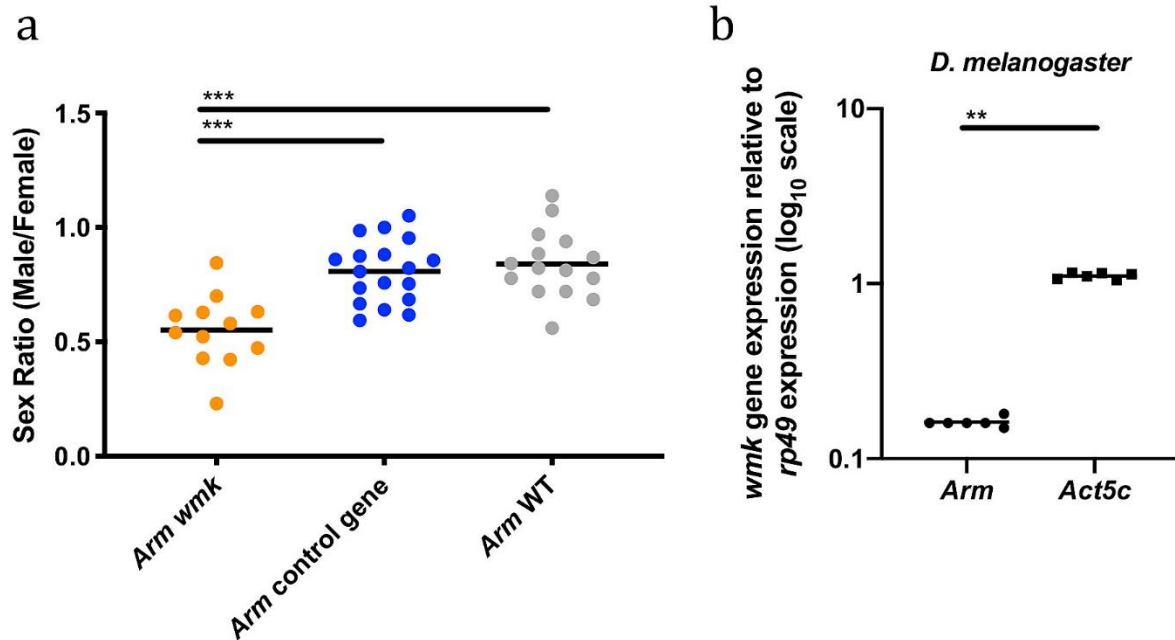 a
Sex Ratio (Male/Female)
1.5
1.0
0.5
0.0
***
***
Arm wmk
Arm control gene
Arm WT
b
D. melanogaster
wmk gene expression relative to
rp49 expression (log10 scale)
10
1
0.1
**
Arm
Act5c